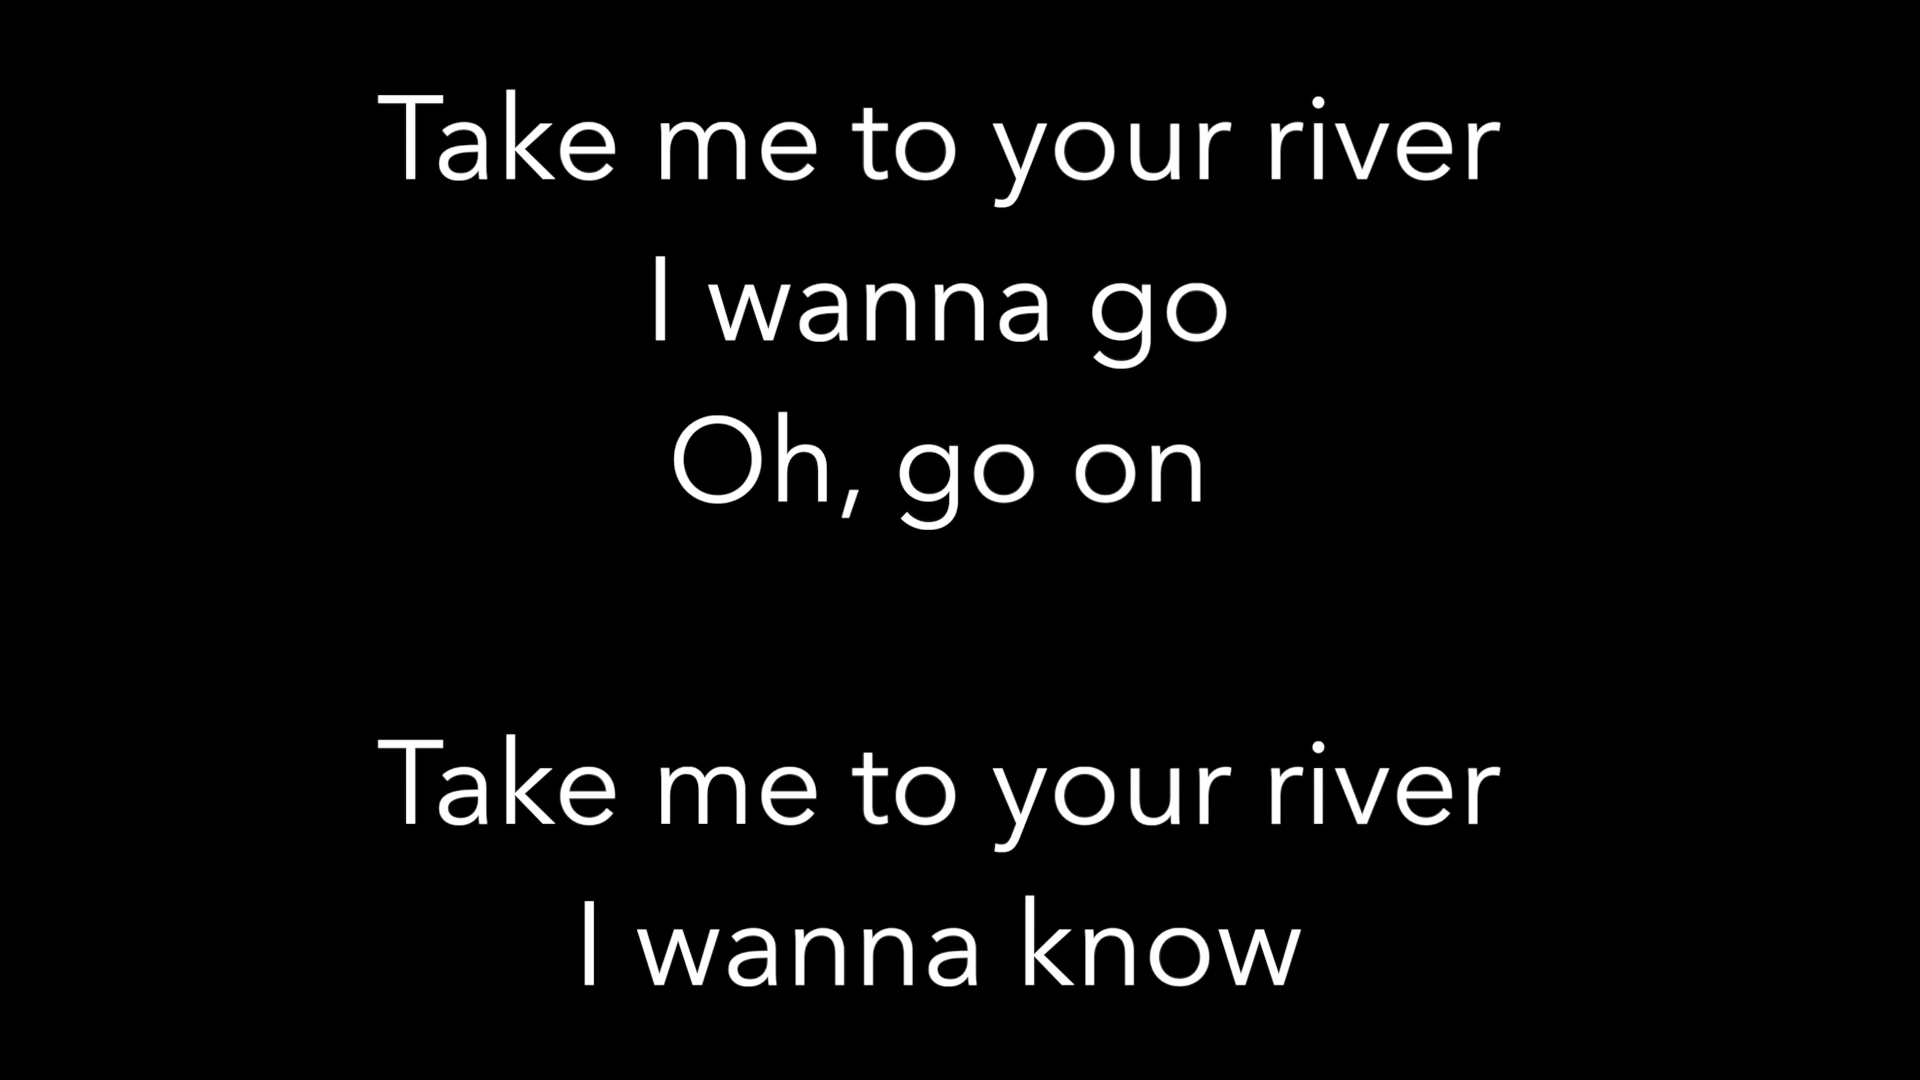 Take me to your river
I wanna go
Oh, go on
Take me to your river
I wanna know